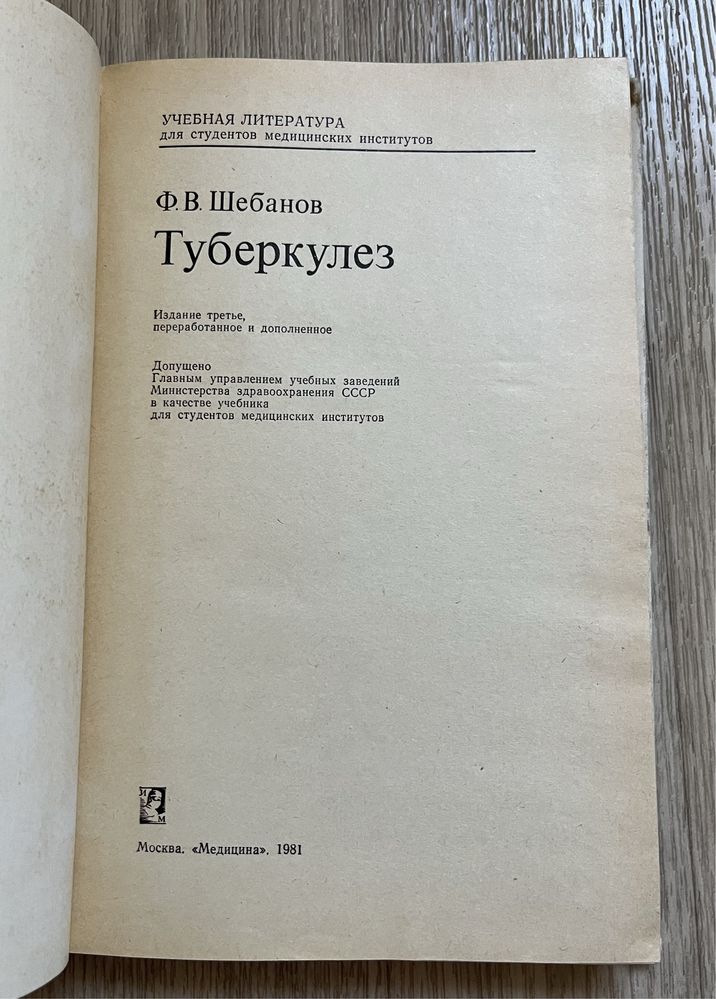 УЧЕБНАЯ ЛИТЕРАТУРА
для студентов медицинских институтов
Ф.В. Шебанов
Туберкулез
Издание третье,
переработанное и дополненное
Допущено
Главным управлением учебных заведений
Министерства здравоохранения СССР
в качестве учебника
для студентов медицинских институтов
И
М
Москва. «Медицина». 1981